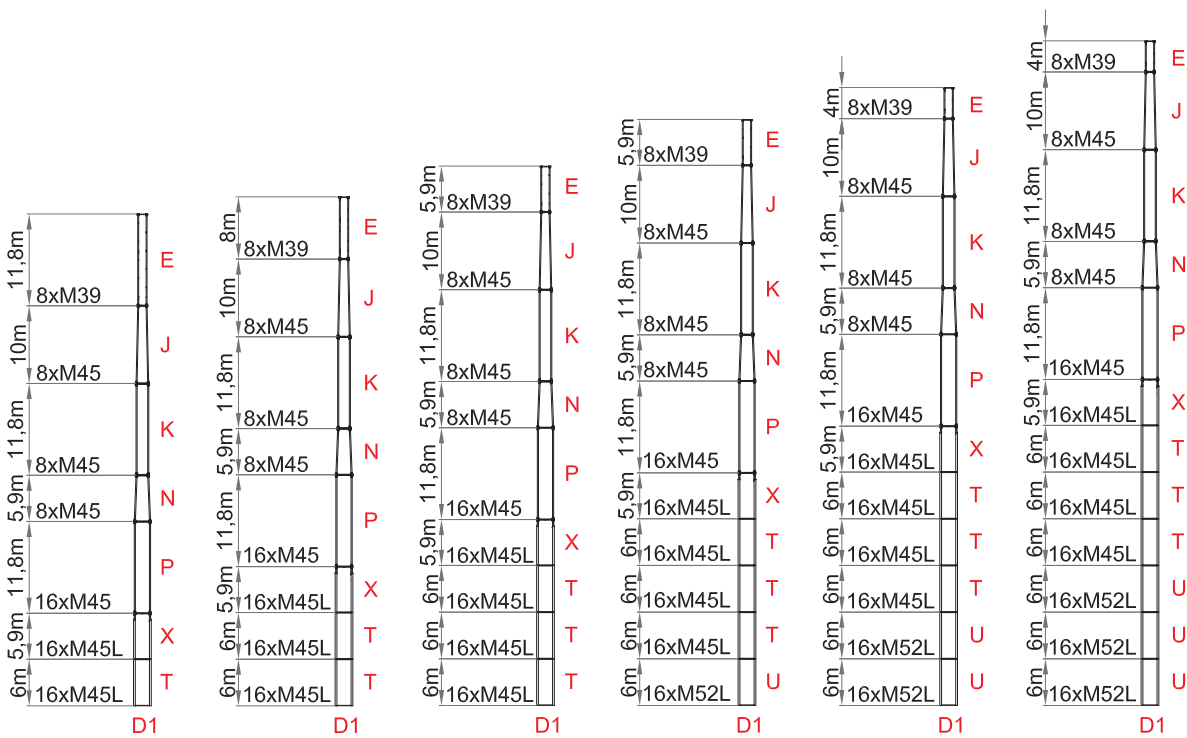 11,8m
E
8xM39
10m
J
8xM45
11,8m
K
8xM45
5,9m
N
8xM45
11,8m
P
16xM45
5,9m
X
16xM45L
6m
T
16xM45L
D1
8m
E
8xM39
10m
J
8xM45
11,8m
K
8xM45
5,9m
N
8xM45
11,8m
P
16xM45
5,9m
X
16xM45L
6m
T
16xM45L
6m
T
16xM45L
D1
5,9m
E
8xM39
10m
J
8xM45
11,8m
K
8xM45
5,9m
N
8xM45
11,8m
P
16xM45
5,9m
X
16xM45L
6m
T
16xM45L
6m
T
16xM45L
6m
T
16xM45L
D1
5,9m
E
8xM39
10m
J
8xM45
11,8m
K
8xM45
5,9m
N
8xM45
11,8m
P
16xM45
5,9m
X
16xM45L
6m
T
16xM45L
6m
T
16xM45L
6m
T
16xM45L
6m
U
16xM52L
D1
4m
E
8xM39
10m
J
8xM45
11,8m
K
8xM45
5,9m
N
8xM45
11,8m
P
16xM45
5,9m
X
16xM45L
6m
T
16xM45L
6m
T
16xM45L
6m
T
16xM45L
6m
U
16xM52L
6m
U
16xM52L
D1
4m
E
8xM39
10m
J
8xM45
11,8m
K
8xM45
5,9m
N
8xM45
11,8m
P
16xM45
5,9m
X
16xM45L
6m
T
16xM45L
6m
T
16xM45L
6m
T
16xM45L
6m
U
16xM52L
6m
U
16xM52L
6m
U
16xM52L
D1